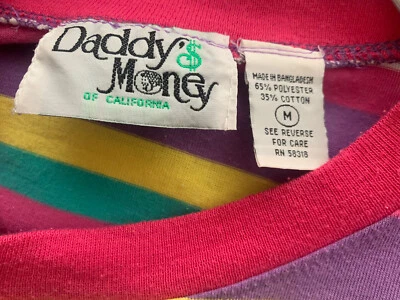 Daddy'$
Money
OF CALIFORNIA
MADE IN BANGLADESH
65% POLYESTER
35% COTTON
M
SEE REVERSE
FOR CARE
RN 58318